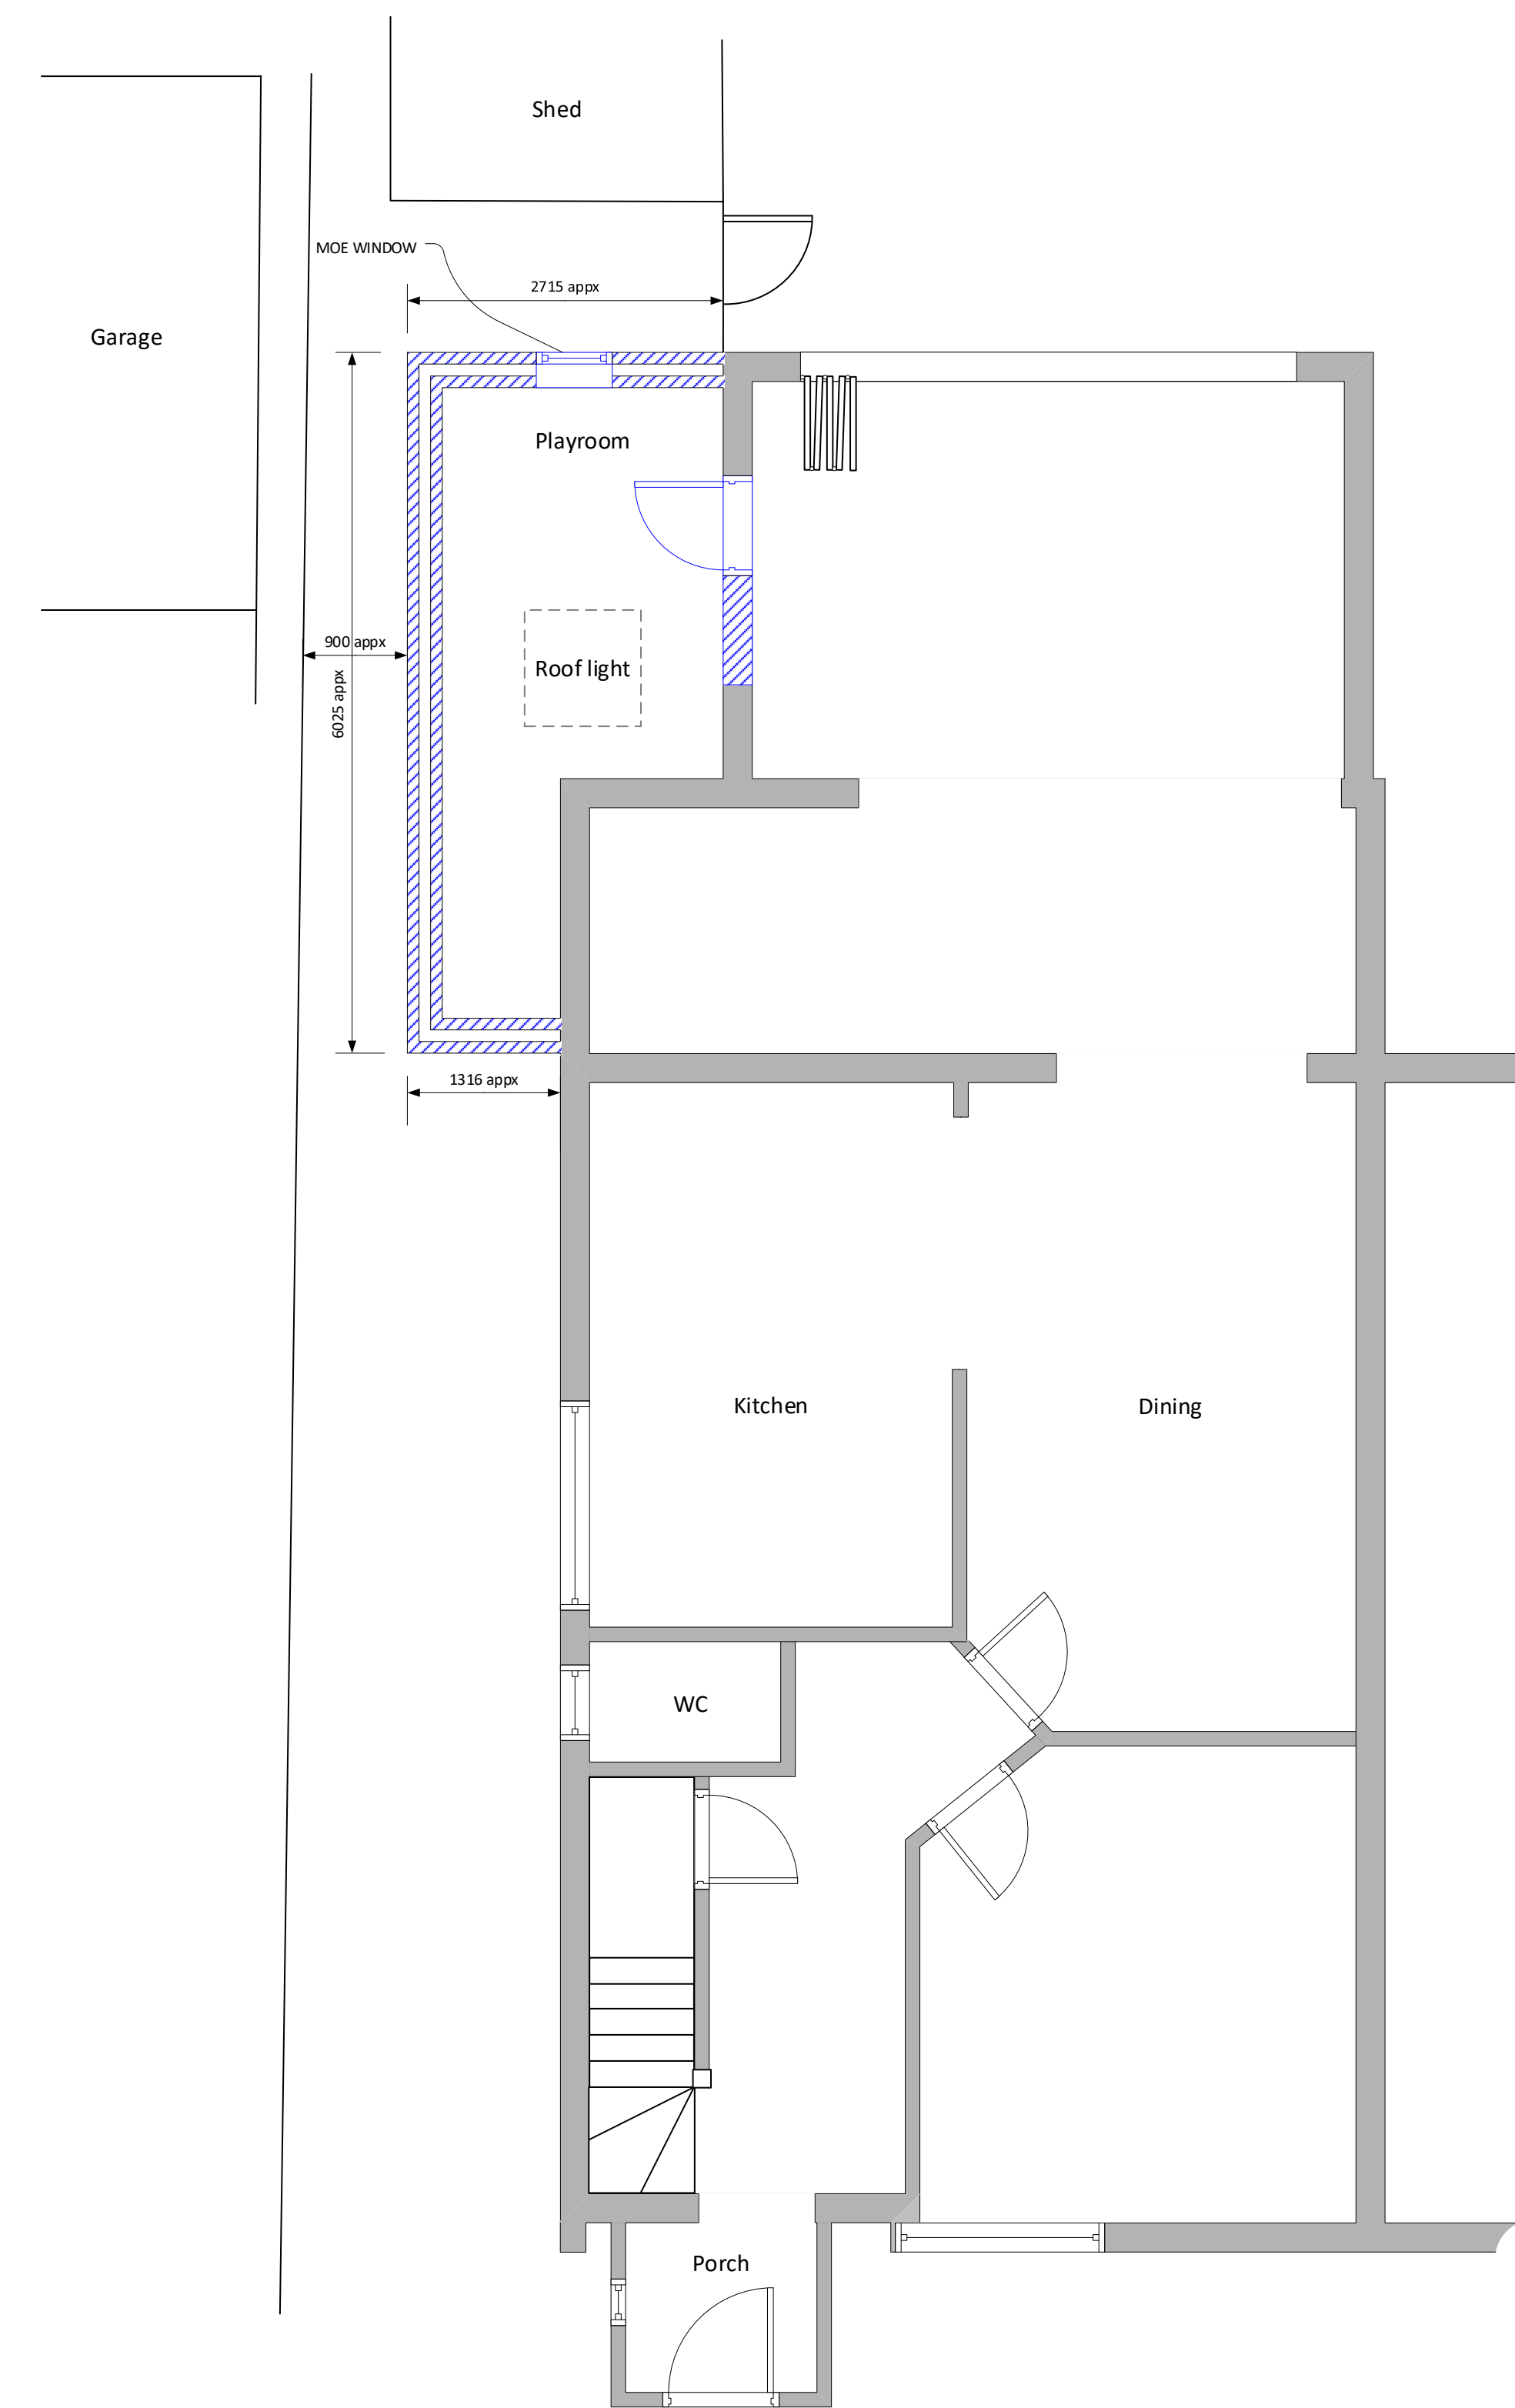 Shed
MOE WINDOW
2715 appx
Garage
Playroom
900 appx
Roof light
6025 appx
1316 appx
Kitchen
Dining
WC
Porch